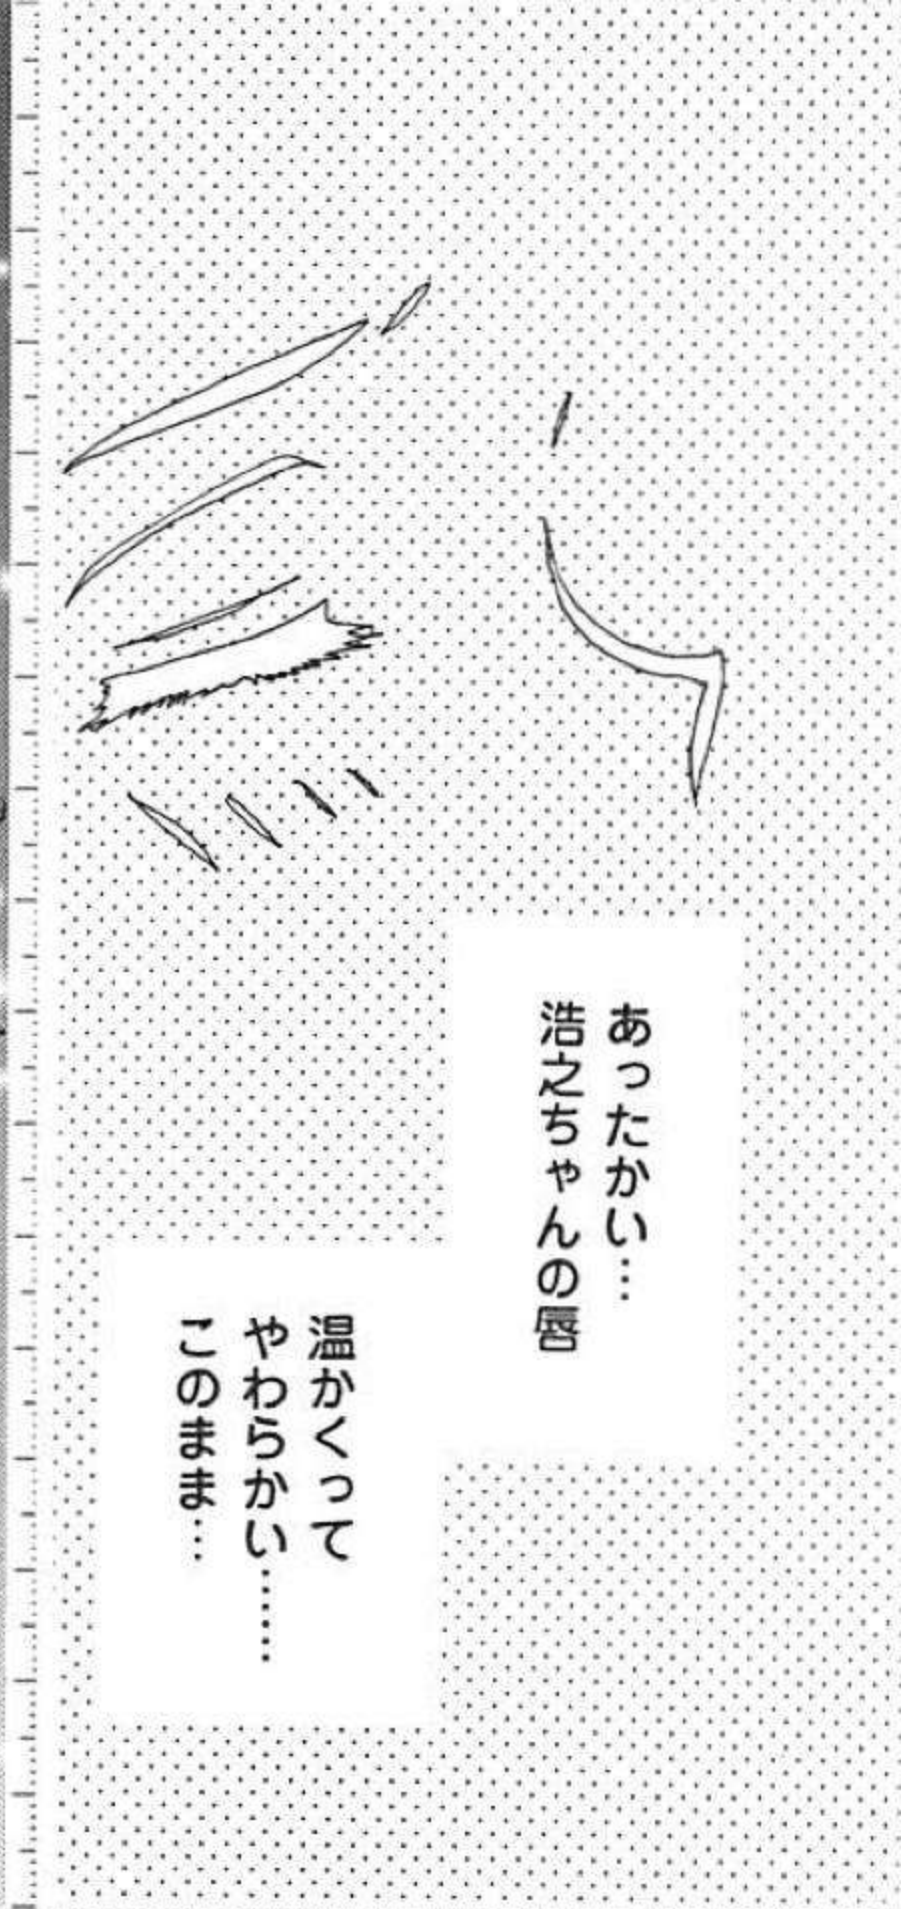 あったかい…
浩之ちゃんの唇
温かくって
やわらかい……
このまま…